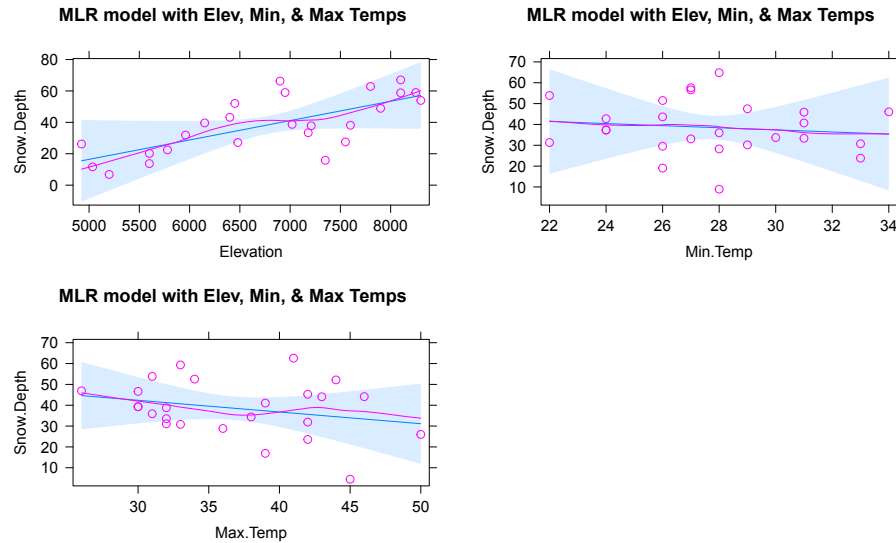 MLR model with Elev, Min, & Max Temps
80
60
40
20
0
Snow.Depth
5000 5500 6000 6500 7000 7500 8000
Elevation
MLR model with Elev, Min, & Max Temps
70
60
50
40
30
20
10
Snow.Depth
22 24 26 28 30 32 34
Min.Temp
MLR model with Elev, Min, & Max Temps
70
60
50
40
30
20
10
Snow.Depth
30 35 40 45 50
Max.Temp